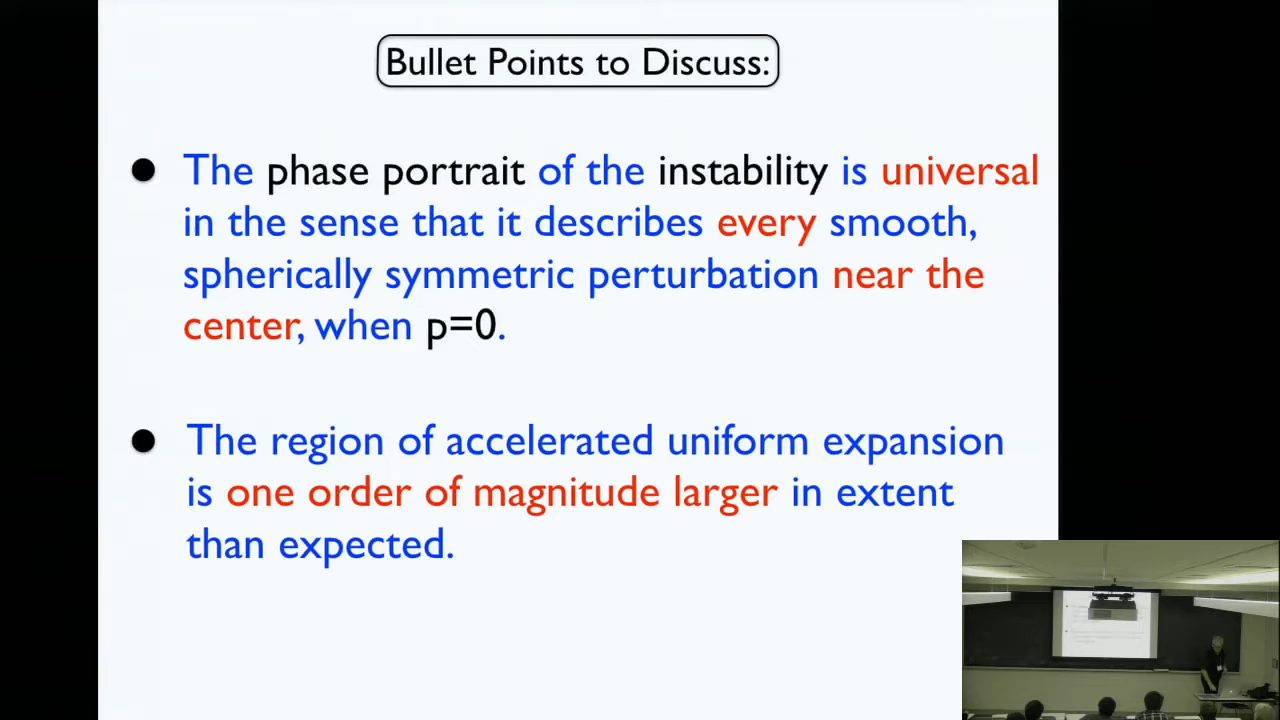 Bullet Points to Discuss:
● The phase portrait of the instability is universal
in the sense that it describes every smooth,
spherically symmetric perturbation near the
center, when p=0.
● The region of accelerated uniform expansion
is one order of magnitude larger in extent
than expected.